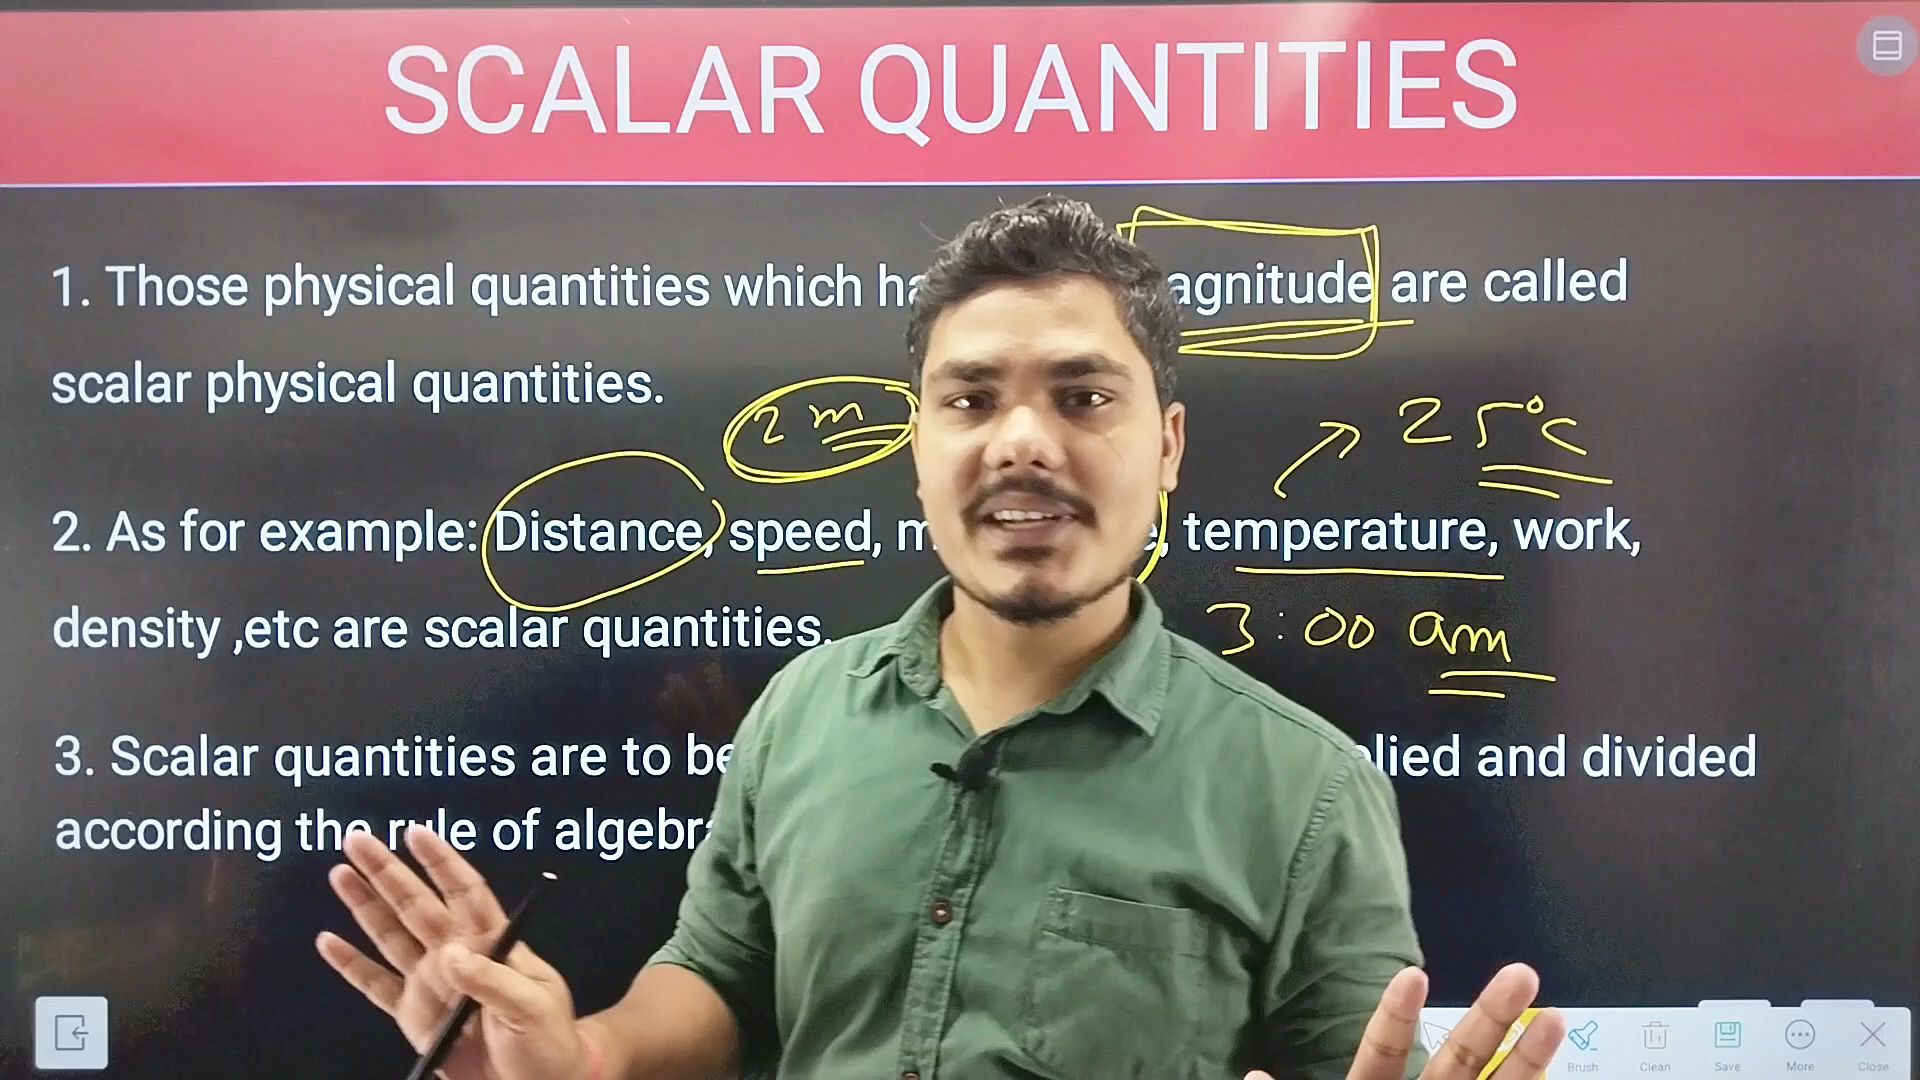 SCALAR QUANTITIES
1. Those physical quantities which agnitude are called
scalar physical quantities.
2 m
25°c
2. As for example: Distance, speed, temperature, work,
density ,etc are scalar quantities.
3:00 am
3. Scalar quantities are to be and divided
according the rule of algebr
Brush Clean Save More Close